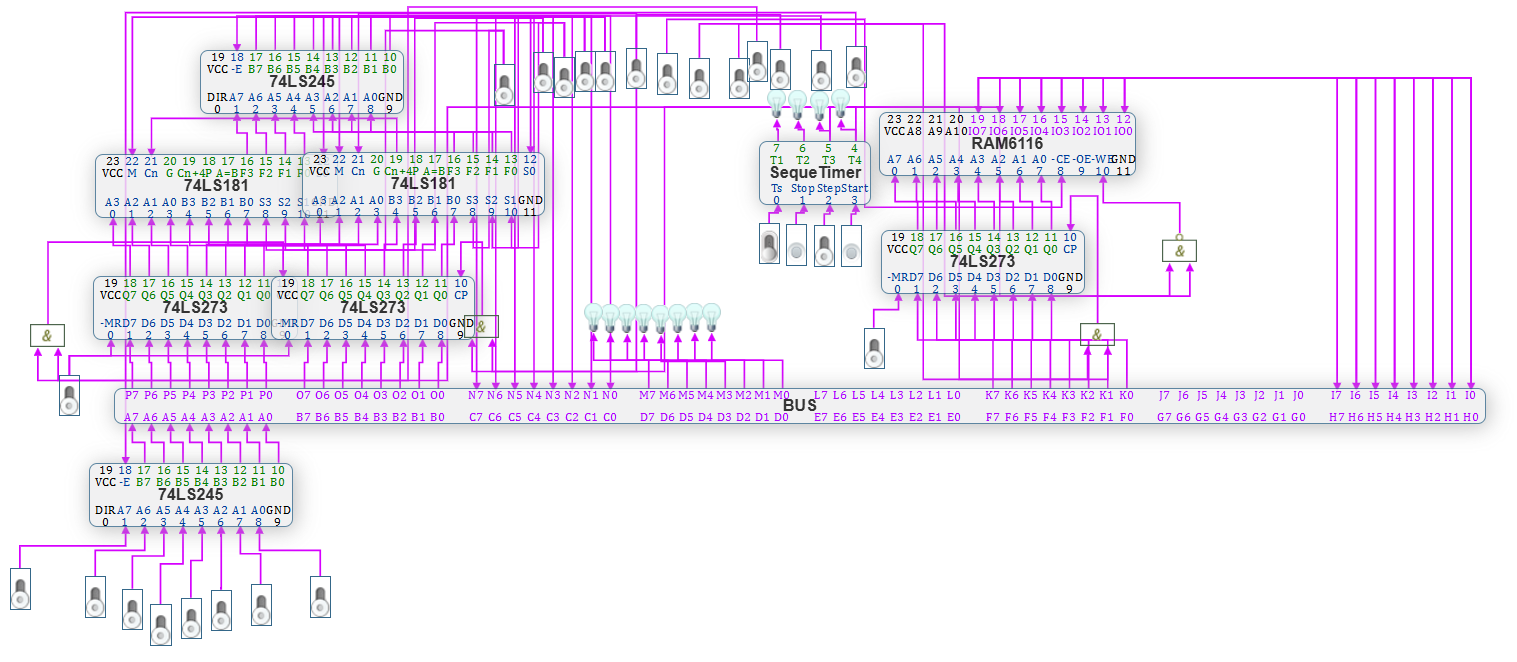 19 18 17 16 15 14 13 12 11 10
VCC -E B7 B6 B5 B4 B3 B2 B1 B0
74LS245
DIR A7 A6 A5 A4 A3 A2 A1 A0 GND
0 1 2 3 4 5 6 7 8 9
7 6 5 4
T1 T2 T3 T4
SequeTimer
Ts Stop Step Start
0 1 2 3
23 22 21 20 19 18 17 16 15 14 13 12
VCC A8 A9 A10 IO7 IO6 IO5 IO4 IO3 IO2 IO1 IO0
RAM6116
A7 A6 A5 A4 A3 A2 A1 A0 -CE -OE -WE GND
0 1 2 3 4 5 6 7 8 9 10 11
23 22 21 20 19 18 17 16 15 14
VCC M Cn G Cn+4 P A=B F3 F2 F1
74LS181
A3 A2 A1 A0 B3 B2 B1 B0 S3 S2
0 1 2 3 4 5 6 7 8 9
23 22 21 20 19 18 17 16 15 14 13 12
VCC M Cn G Cn+4 P A=B F3 F2 F1 F0 S0
74LS181
A3 A2 A1 A0 B3 B2 B1 B0 S3 S2 S1 GND
0 1 2 3 4 5 6 7 8 9 10 11
19 18 17 16 15 14 13 12 11 10
VCC Q7 Q6 Q5 Q4 Q3 Q2 Q1 Q0 CP
74LS273
-MR D7 D6 D5 D4 D3 D2 D1 D0 GND
0 1 2 3 4 5 6 7 8 9
&
19 18 17 16 15 14 13 12 11
VCC Q7 Q6 Q5 Q4 Q3 Q2 Q1 Q0
74LS273
-MR D7 D6 D5 D4 D3 D2 D1 D0
0 1 2 3 4 5 6 7 8
19 18 17 16 15 14 13 12 11 10
VCC Q7 Q6 Q5 Q4 Q3 Q2 Q1 Q0 CP
74LS273
-MR D7 D6 D5 D4 D3 D2 D1 D0 GND
0 1 2 3 4 5 6 7 8 9
&
&
&
P7 P6 P5 P4 P3 P2 P1 P0 O7 O6 O5 O4 O3 O2 O1 O0 N7 N6 N5 N4 N3 N2 N1 N0 M7 M6 M5 M4 M3 M2 M1 M0 L7 L6 L5 L4 L3 L2 L1 L0 K7 K6 K5 K4 K3 K2 K1 K0 J7 J6 J5 J4 J3 J2 J1 J0 I7 I6 I5 I4 I3 I2 I1 I0
BUS
A7 A6 A5 A4 A3 A2 A1 A0 B7 B6 B5 B4 B3 B2 B1 B0 C7 C6 C5 C4 C3 C2 C1 C0 D7 D6 D5 D4 D3 D2 D1 D0 E7 E6 E5 E4 E3 E2 E1 E0 F7 F6 F5 F4 F3 F2 F1 F0 G7 G6 G5 G4 G3 G2 G1 G0 H7 H6 H5 H4 H3 H2 H1 H0
19 18 17 16 15 14 13 12 11 10
VCC -E B7 B6 B5 B4 B3 B2 B1 B0
74LS245
DIR A7 A6 A5 A4 A3 A2 A1 A0 GND
0 1 2 3 4 5 6 7 8 9